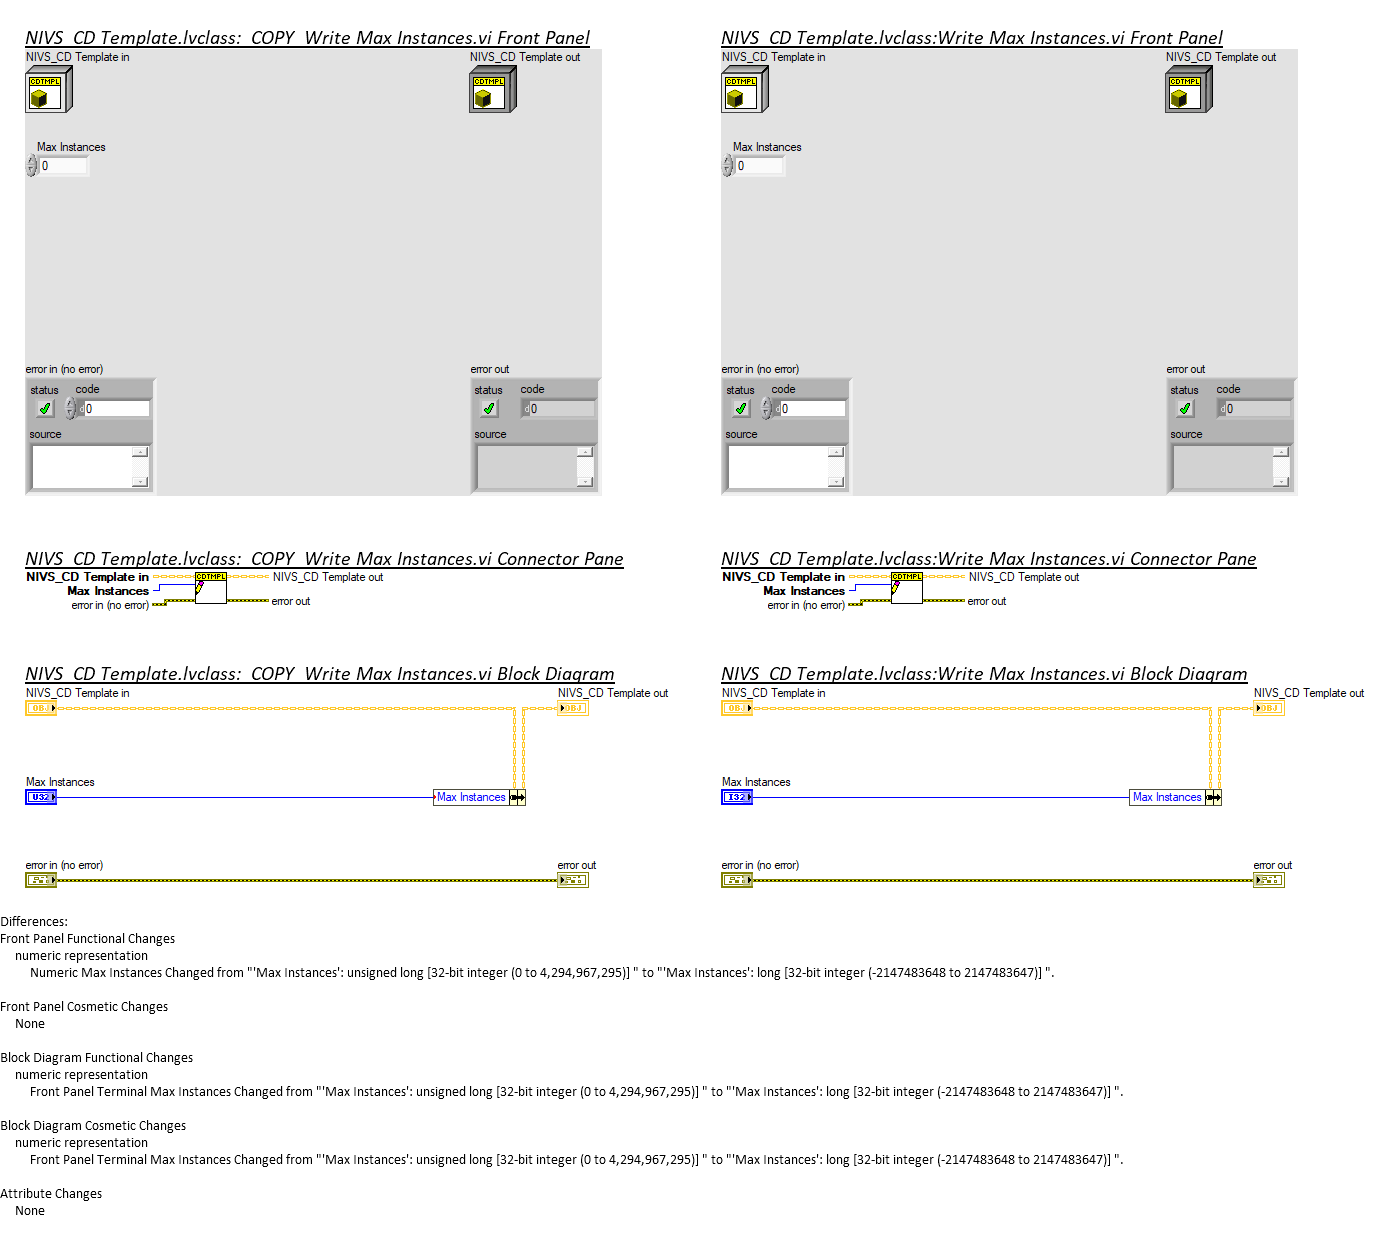 NIVS_CD Template.lvclass:_COPY_Write Max Instances.vi Front Panel
NIVS_CD Template in
NIVS_CD Template out
CDTMPL
CDTMPL
Max Instances
0
error in (no error)
error out
status code
status code
d0
d0
source
source
NIVS_CD Template.lvclass:Write Max Instances.vi Front Panel
NIVS_CD Template in
NIVS_CD Template out
CDTMPL
CDTMPL
Max Instances
0
error in (no error)
error out
status code
status code
d0
d0
source
source
NIVS_CD Template.lvclass:_COPY_Write Max Instances.vi Connector Pane
NIVS_CD Template in
CDTMPL
NIVS_CD Template out
Max Instances
error in (no error)
error out
NIVS_CD Template.lvclass:Write Max Instances.vi Connector Pane
NIVS_CD Template in
CDTMPL
NIVS_CD Template out
Max Instances
error in (no error)
error out
NIVS_CD Template.lvclass:_COPY_Write Max Instances.vi Block Diagram
NIVS_CD Template in
NIVS_CD Template out
OBJ
OBJ
Max Instances
U32
Max Instances
error in (no error)
error out
NIVS_CD Template.lvclass:Write Max Instances.vi Block Diagram
NIVS_CD Template in
NIVS_CD Template out
OBJ
OBJ
Max Instances
I32
Max Instances
error in (no error)
error out
Differences:
Front Panel Functional Changes
numeric representation
Numeric Max Instances Changed from "'Max Instances': unsigned long [32-bit integer (0 to 4,294,967,295)] " to "'Max Instances': long [32-bit integer (-2147483648 to 2147483647)] ".
Front Panel Cosmetic Changes
None
Block Diagram Functional Changes
numeric representation
Front Panel Terminal Max Instances Changed from "'Max Instances': unsigned long [32-bit integer (0 to 4,294,967,295)] " to "'Max Instances': long [32-bit integer (-2147483648 to 2147483647)] ".
Block Diagram Cosmetic Changes
numeric representation
Front Panel Terminal Max Instances Changed from "'Max Instances': unsigned long [32-bit integer (0 to 4,294,967,295)] " to "'Max Instances': long [32-bit integer (-2147483648 to 2147483647)] ".
Attribute Changes
None